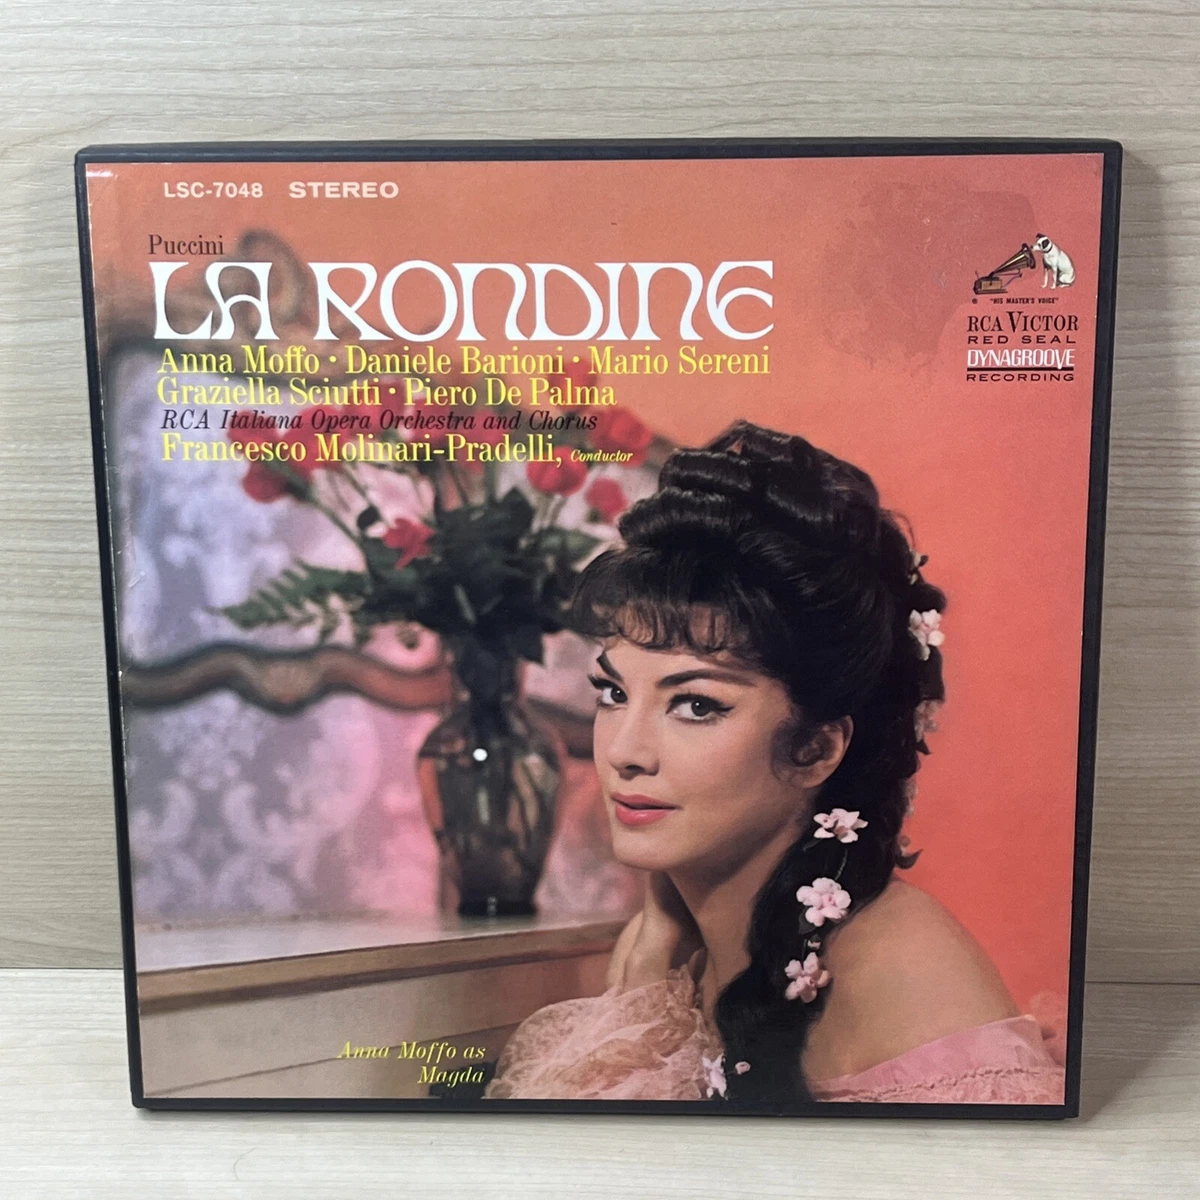 LSC-7048 STEREO
Puccini
LA RONDINE
Anna Moffo · Daniele Barioni · Mario Sereni
Graziella Sciutti · Piero De Palma
RCA Italiana Opera Orchestra and Chorus
Francesco Molinari-Pradelli, Conductor
® "HIS MASTER'S VOICE"
RCA VICTOR
RED SEAL
DYNAGROOVE
RECORDING
Anna Moffo as
Magda